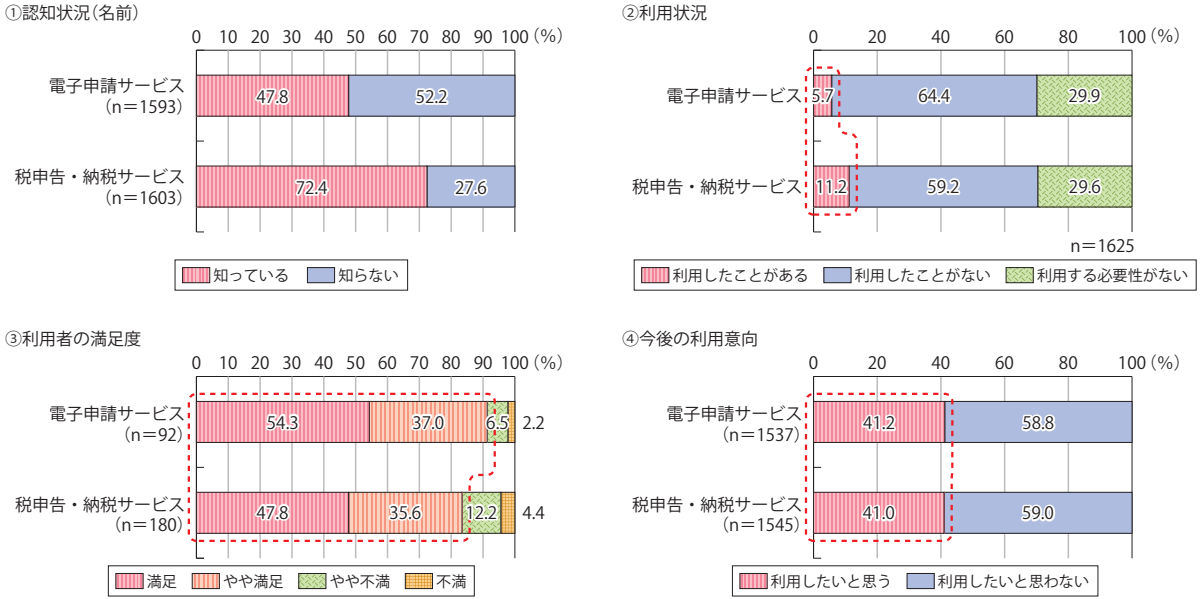 ①認知状況(名前)
0 10 20 30 40 50 60 70 80 90 100 (%)
電子申請サービス
(n=1593)
47.8 52.2
税申告・納税サービス
(n=1603)
72.4 27.6
知っている 知らない
②利用状況
0 20 40 60 80 100 (%)
電子申請サービス 5.7 64.4 29.9
税申告・納税サービス 11.2 59.2 29.6
n=1625
利用したことがある 利用したことがない 利用する必要性がない
③利用者の満足度
0 10 20 30 40 50 60 70 80 90 100 (%)
電子申請サービス
(n=92)
54.3 37.0 6.5 2.2
税申告・納税サービス
(n=180)
47.8 35.6 12.2 4.4
満足 やや満足 やや不満 不満
④今後の利用意向
0 20 40 60 80 100 (%)
電子申請サービス
(n=1537)
41.2 58.8
税申告・納税サービス
(n=1545)
41.0 59.0
利用したいと思う 利用したいと思わない